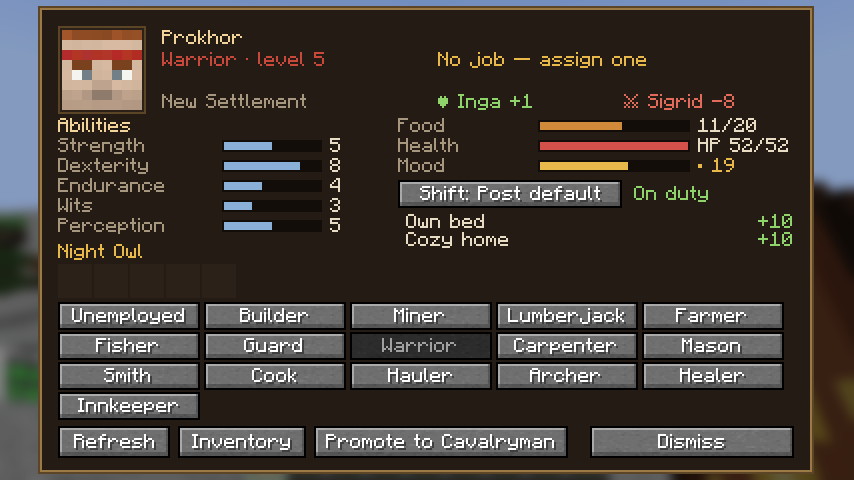 Prokhor
Warrior · level 5
No job — assign one
New Settlement
♥ Inga +1
⚔ Sigrid -8
Abilities
Strength 5
Dexterity 8
Endurance 4
Wits 3
Perception 5
Night Owl
Food 11/20
Health HP 52/52
Mood · 19
Shift: Post default On duty
Own bed +10
Cozy home +10
Unemployed Builder Miner Lumberjack Farmer
Fisher Guard Warrior Carpenter Mason
Smith Cook Hauler Archer Healer
Innkeeper
Refresh Inventory Promote to Cavalryman Dismiss